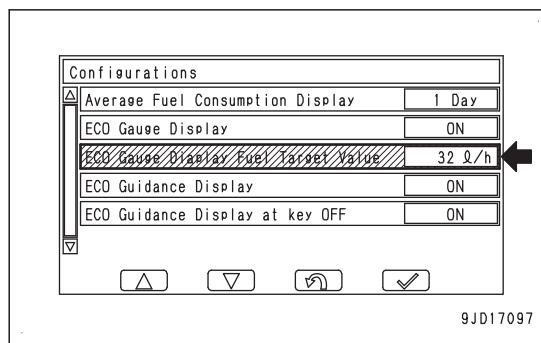 Configurations
Average Fuel Consumption Display 1 Day
ECO Gauge Display ON
ECO Gauge Display Fuel Target Value 32 ℓ/h
ECO Guidance Display ON
ECO Guidance Display at key OFF ON
9JD17097